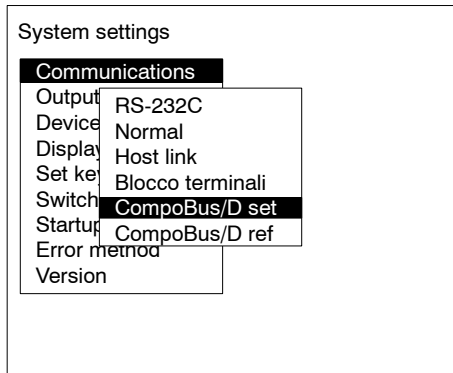 System settings
Communications
Output
Device
Display
Set key
Switch
Startup
Error method
Version
RS-232C
Normal
Host link
Blocco terminali
CompoBus/D set
CompoBus/D ref